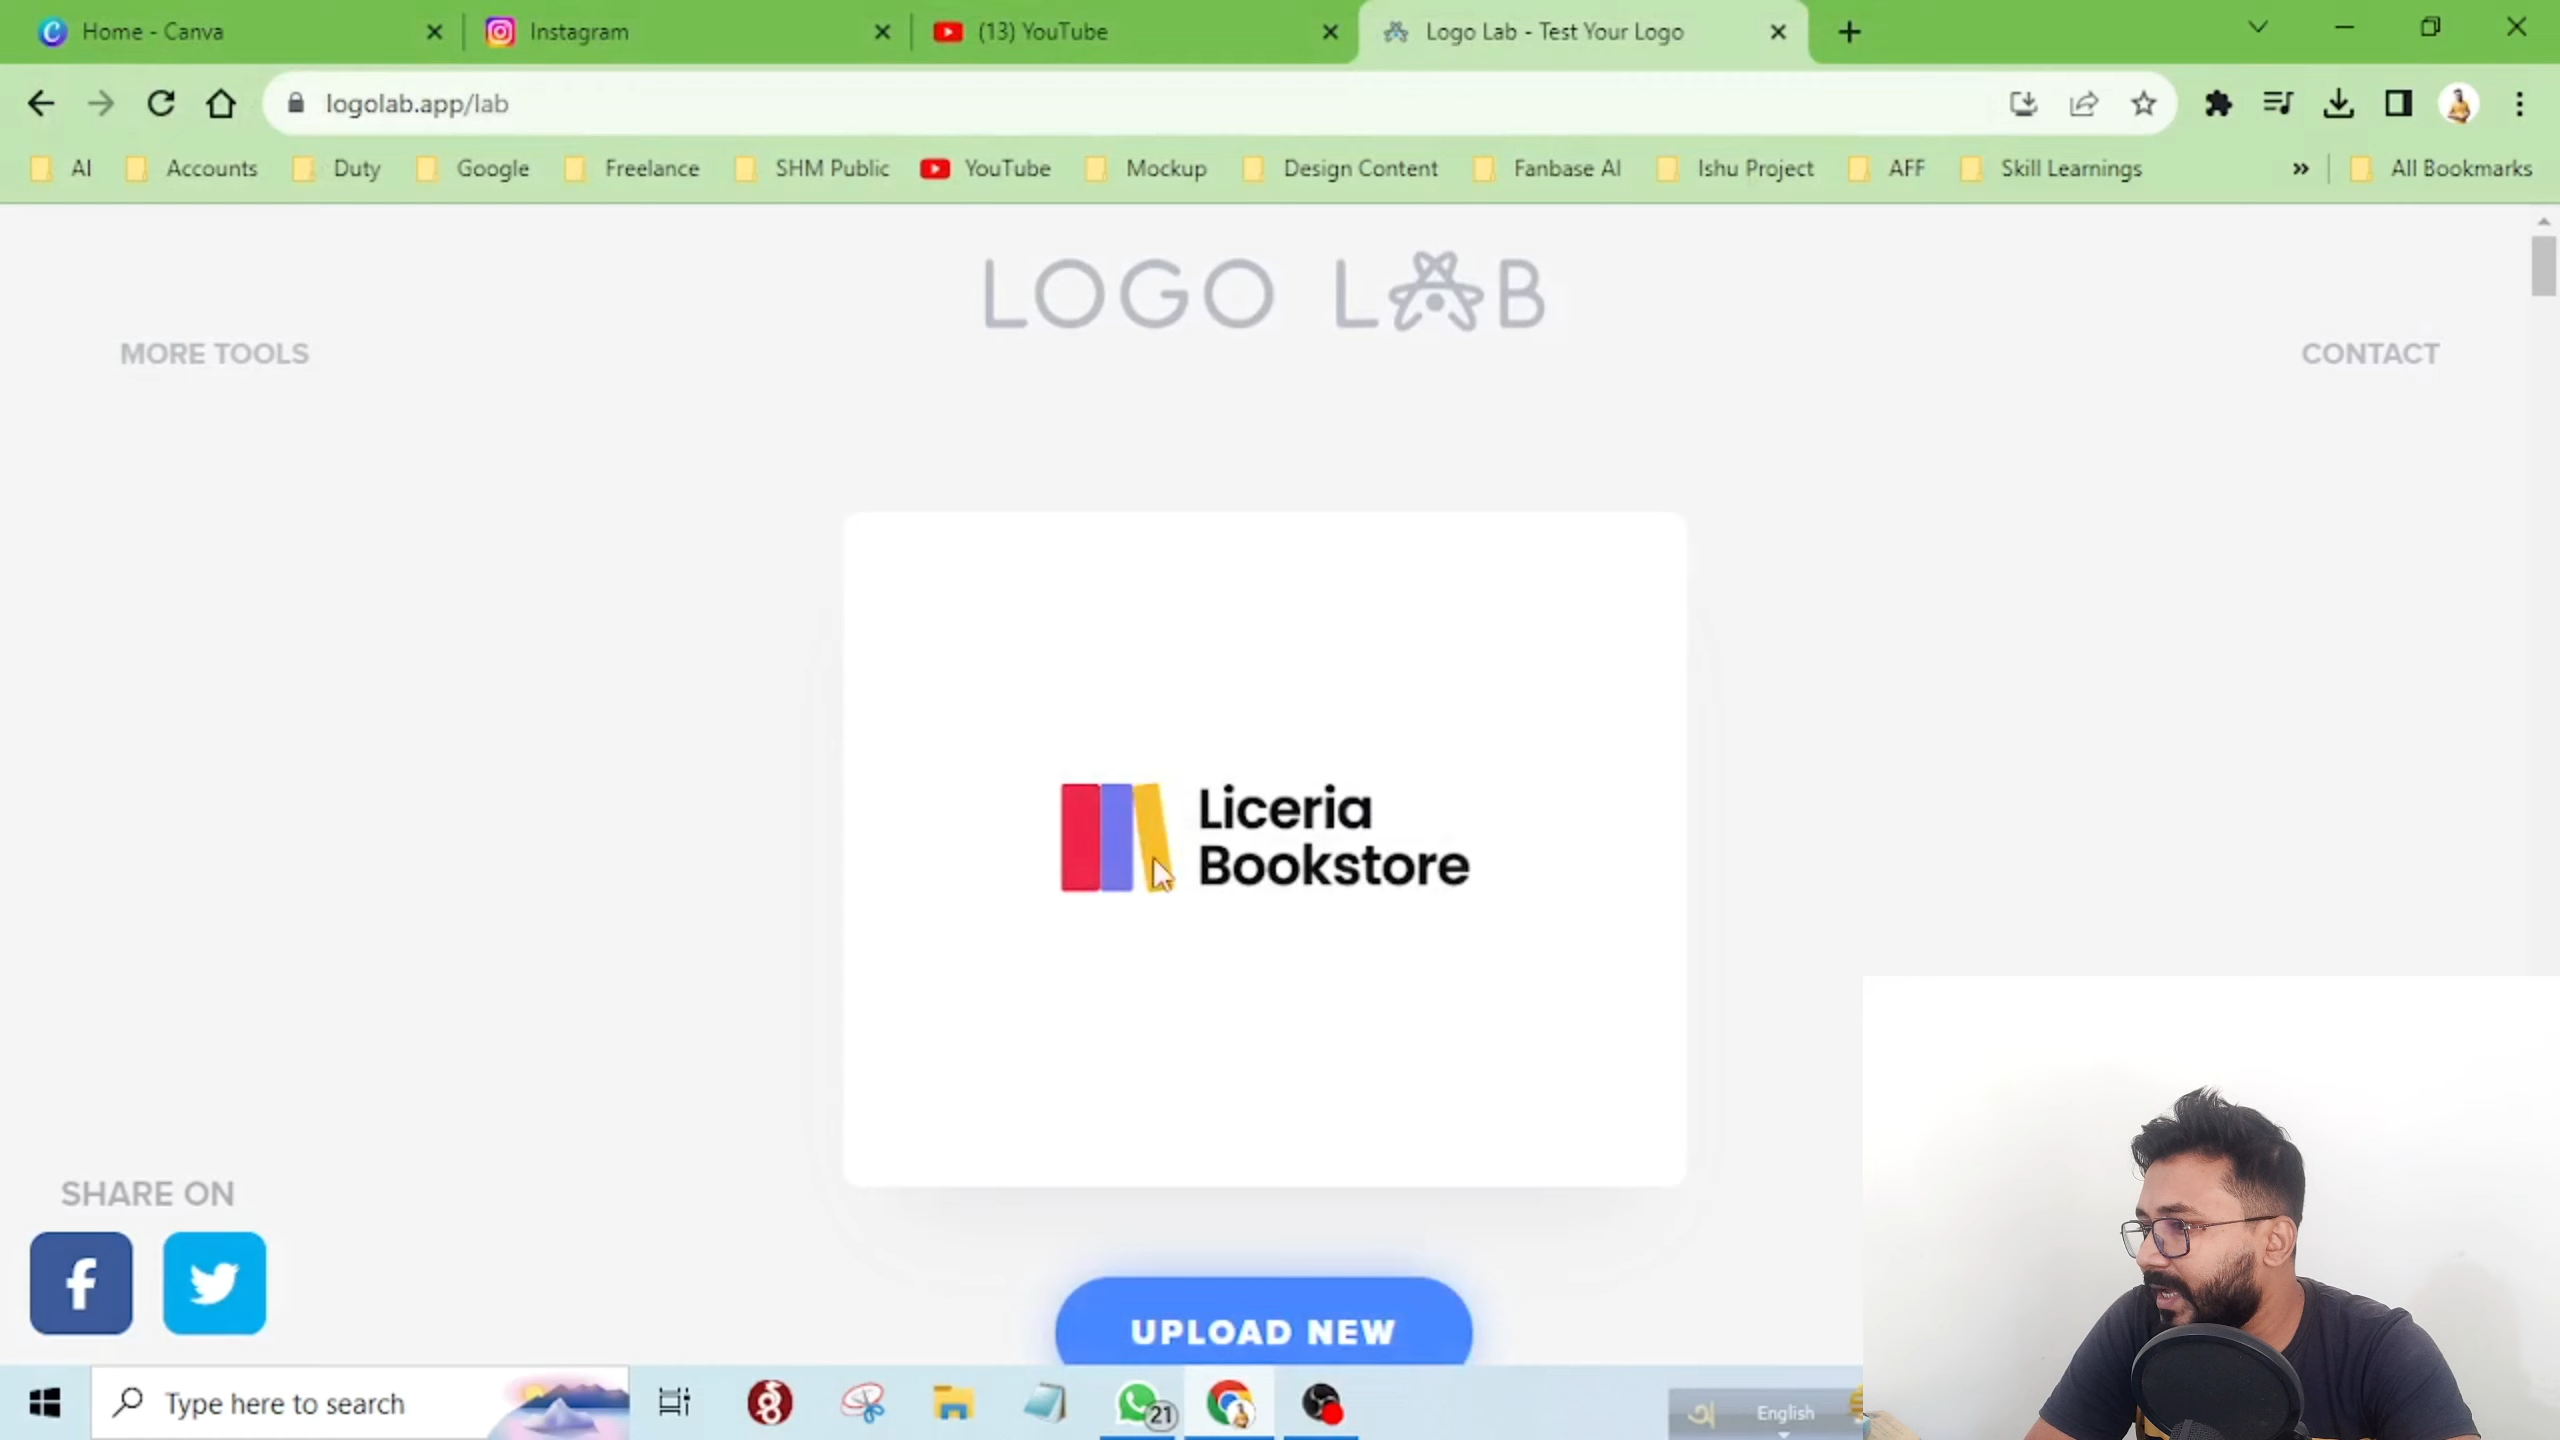 Home - Canva
Instagram
(13) YouTube
Logo Lab - Test Your Logo
logolab.app/lab
AI
Accounts
Duty
Google
Freelance
SHM Public
YouTube
Mockup
Design Content
Fanbase AI
Ishu Project
AFF
Skill Learnings
»
All Bookmarks
LOGO LAB
MORE TOOLS
CONTACT
Liceria
Bookstore
SHARE ON
UPLOAD NEW
Type here to search
21
অ
English